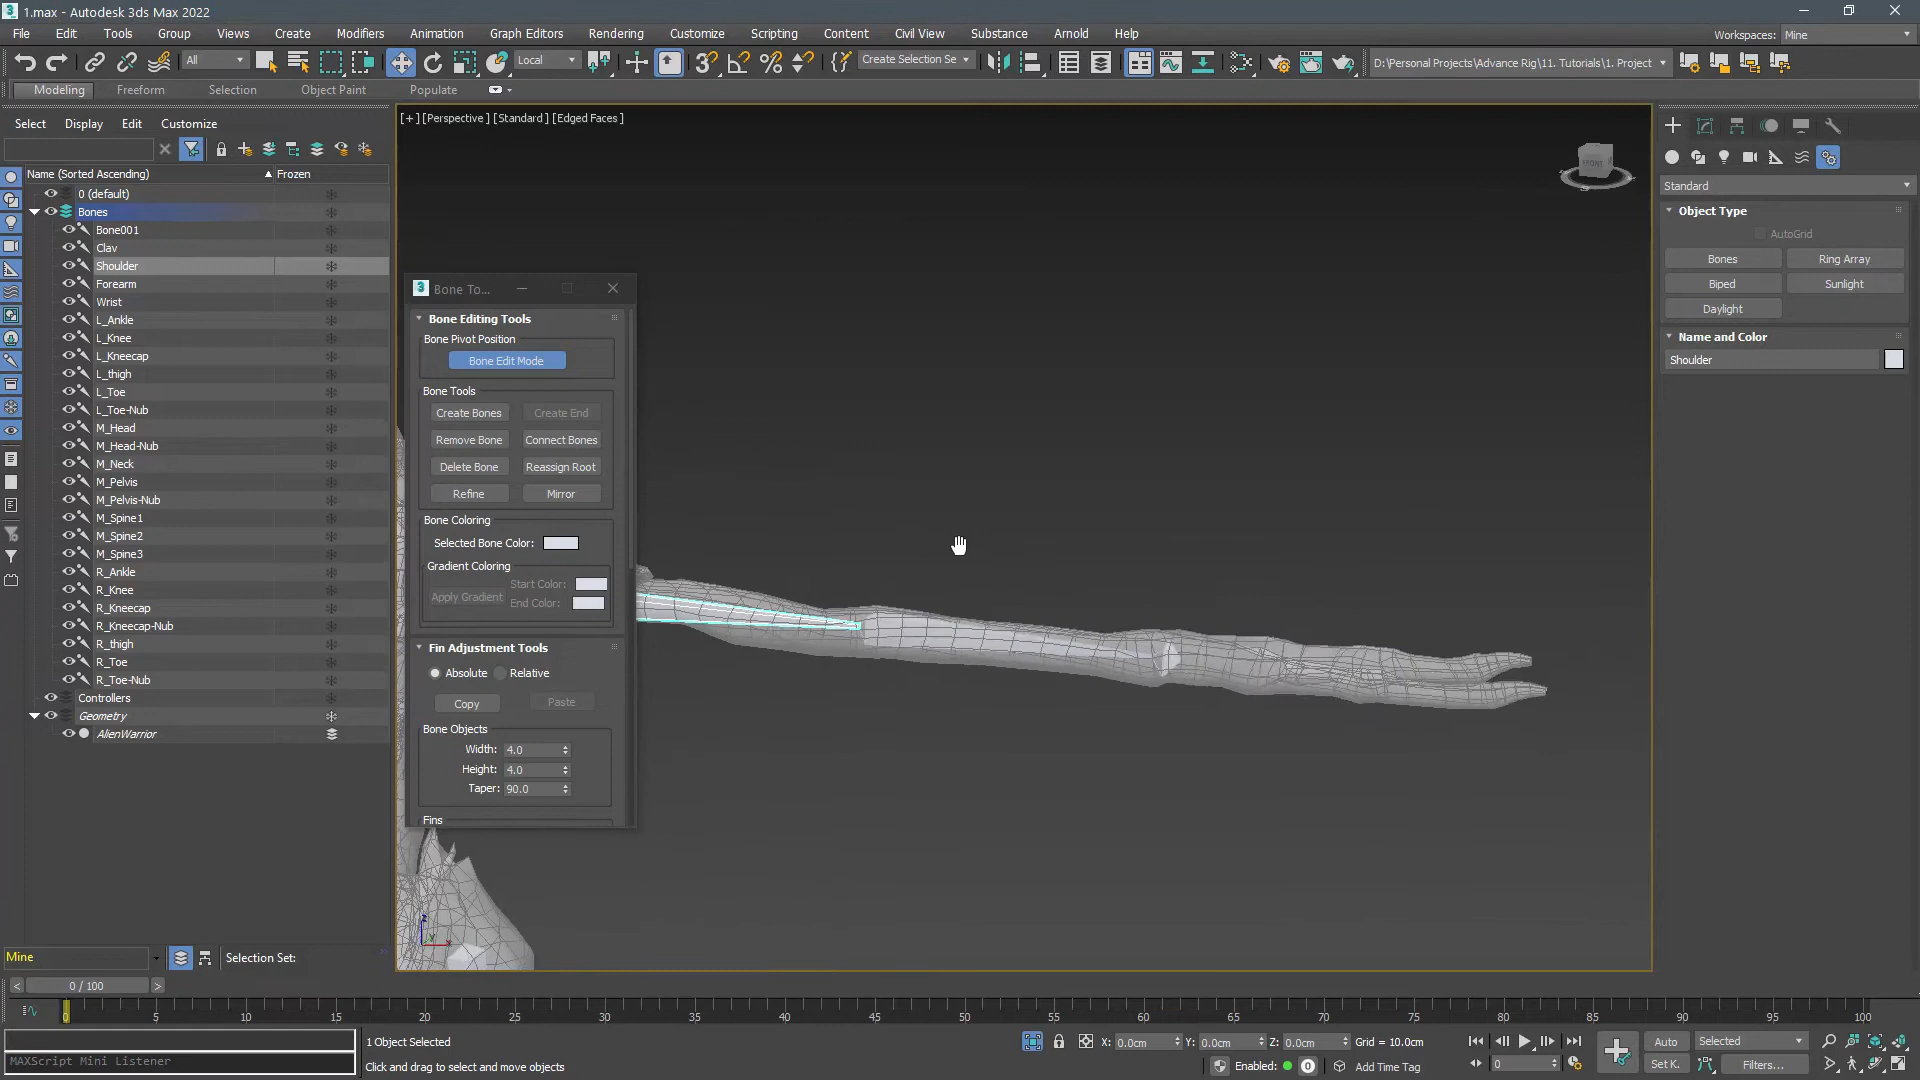 1.max - Autodesk 3ds Max 2022
File Edit Tools Group Views Create Modifiers Animation Graph Editors Rendering Customize Scripting Content Civil View Substance Arnold Help Workspaces: Mine
All Local Create Selection Se D:\Personal Projects\Advance Rig\11. Tutorials\1. Project
Modeling Freeform Selection Object Paint Populate
Select Display Edit Customize
[+] [Perspective] [Standard] [Edged Faces]
Name (Sorted Ascending) Frozen
0 (default)
Bones
Bone001
Clav
Shoulder
Forearm
Wrist
L_Ankle
L_Knee
L_Kneecap
L_thigh
L_Toe
L_Toe-Nub
M_Head
M_Head-Nub
M_Neck
M_Pelvis
M_Pelvis-Nub
M_Spine1
M_Spine2
M_Spine3
R_Ankle
R_Knee
R_Kneecap
R_Kneecap-Nub
R_thigh
R_Toe
R_Toe-Nub
Controllers
Geometry
AlienWarrior
Bone To...
Bone Editing Tools
Bone Pivot Position
Bone Edit Mode
Bone Tools
Create Bones Create End
Remove Bone Connect Bones
Delete Bone Reassign Root
Refine Mirror
Bone Coloring
Selected Bone Color:
Gradient Coloring
Start Color:
Apply Gradient
End Color:
Fin Adjustment Tools
Absolute Relative
Copy Paste
Bone Objects
Width: 4.0
Height: 4.0
Taper: 90.0
Fins
FRONT
Standard
Object Type
AutoGrid
Bones Ring Array
Biped Sunlight
Daylight
Name and Color
Shoulder
z
y
x
Mine Selection Set:
< 0 / 100 >
0 5 10 15 20 25 30 35 40 45 50 55 60 65 70 75 80 85 90 95 100
1 Object Selected X: 0.0cm Y: 0.0cm Z: 0.0cm Grid = 10.0cm Auto Selected
MAXScript Mini Listener Click and drag to select and move objects Enabled: 0 Add Time Tag 0 Set K. Filters...